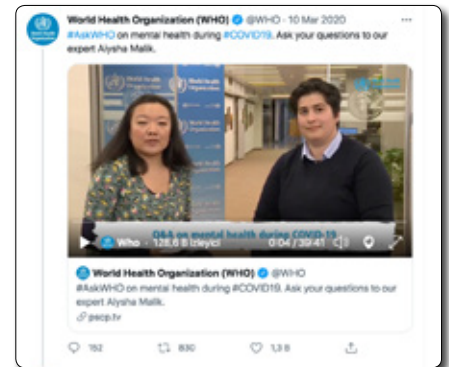 World Health Organization (WHO) @WHO · 10 Mar 2020
#AskWHO on mental health during #COVID19. Ask your questions to our
expert Aiysha Malik.
Q&A on mental health during COVID-19
Who · 128,6 B izleyici 0:04 / 39:41
World Health Organization (WHO) @WHO
#AskWHO on mental health during #COVID19. Ask your questions to our
expert Aiysha Malik.
pscp.tv
152 830 1,3 B